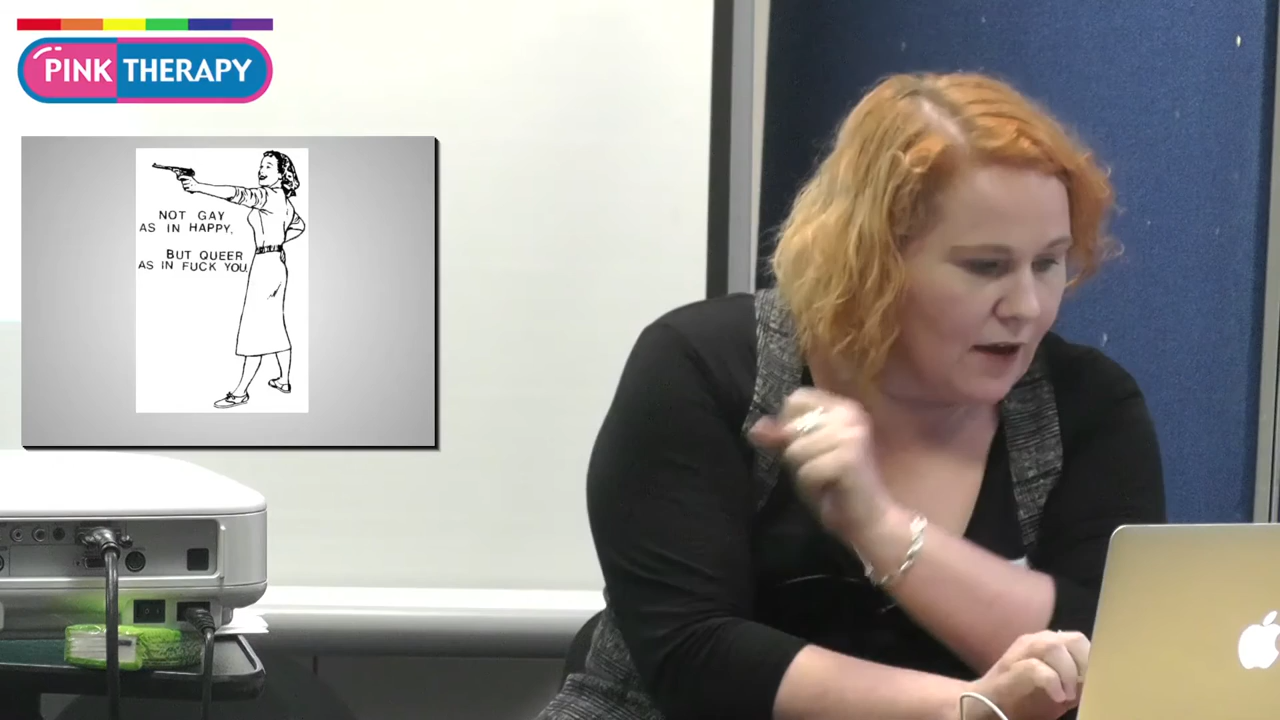 PINK THERAPY
NOT GAY
AS IN HAPPY.
BUT QUEER
AS IN FUCK YOU.